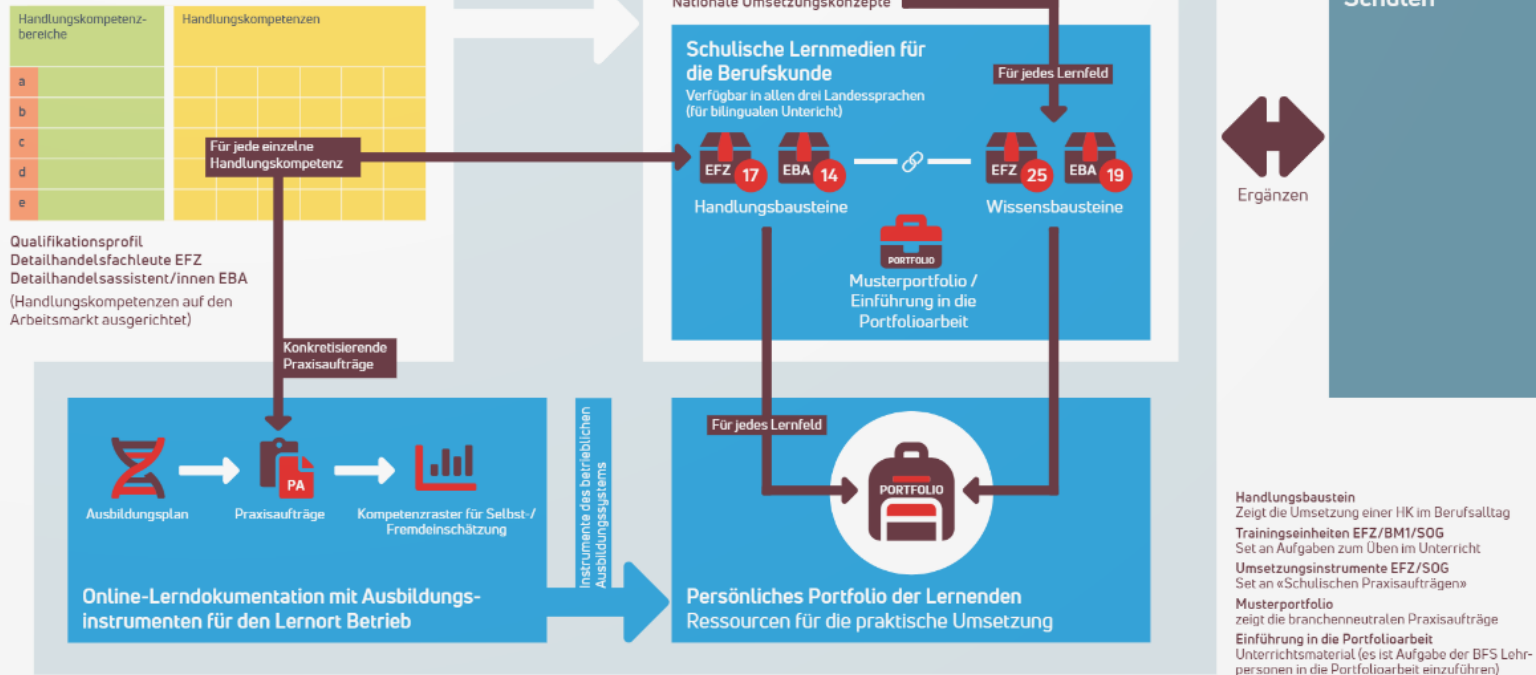 Nationale Umsetzungskonzepte
Schulen
Handlungskompetenz-
bereiche
Handlungskompetenzen
a
b
c
d
e
Für jede einzelne
Handlungskompetenz
Qualifikationsprofil
Detailhandelsfachleute EFZ
Detailhandelsassistent/innen EBA
(Handlungskompetenzen auf den
Arbeitsmarkt ausgerichtet)
Schulische Lernmedien für
die Berufskunde
Verfügbar in allen drei Landessprachen
(für bilingualen Untericht)
Für jedes Lernfeld
EFZ 17
EBA 14
EFZ 25
EBA 19
Handlungsbausteine
Wissensbausteine
PORTFOLIO
Musterportfolio /
Einführung in die
Portfolioarbeit
Ergänzen
Konkretisierende
Praxisaufträge
PA
Ausbildungsplan
Praxisaufträge
Kompetenzraster für Selbst-/
Fremdeinschätzung
Online-Lerndokumentation mit Ausbildungs-
instrumenten für den Lernort Betrieb
Instrumente des betrieblichen
Ausbildungssystems
Für jedes Lernfeld
PORTFOLIO
Persönliches Portfolio der Lernenden
Ressourcen für die praktische Umsetzung
Handlungsbaustein
Zeigt die Umsetzung einer HK im Berufsalltag
Trainingseinheiten EFZ/BM1/SOG
Set an Aufgaben zum Üben im Unterricht
Umsetzungsinstrumente EFZ/SOG
Set an «Schulischen Praxisaufträgen»
Musterportfolio
zeigt die branchenneutralen Praxisaufträge
Einführung in die Portfolioarbeit
Unterrichtsmaterial (es ist Aufgabe der BFS Lehr-
personen in die Portfolioarbeit einzuführen)